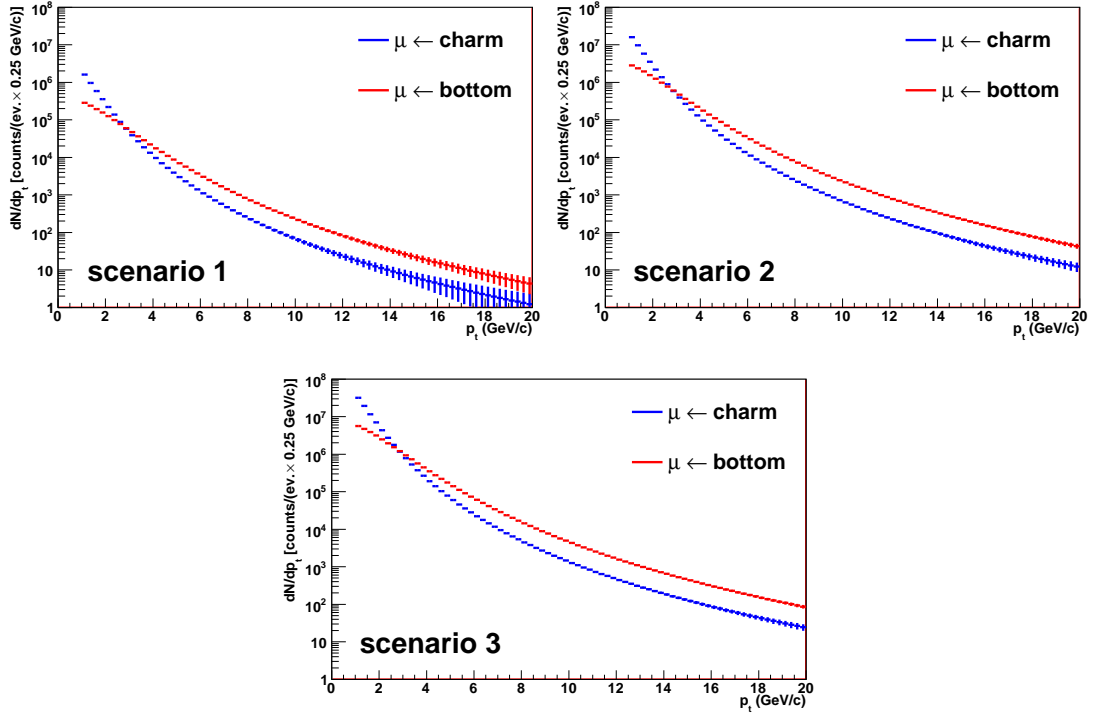 dN/dp_t [counts/(ev.× 0.25 GeV/c)]
10^8
10^7
10^6
10^5
10^4
10^3
10^2
10
1
μ ← charm
μ ← bottom
scenario 1
0 2 4 6 8 10 12 14 16 18 20
p_t (GeV/c)
dN/dp_t [counts/(ev.× 0.25 GeV/c)]
10^8
10^7
10^6
10^5
10^4
10^3
10^2
10
1
μ ← charm
μ ← bottom
scenario 2
0 2 4 6 8 10 12 14 16 18 20
p_t (GeV/c)
dN/dp_t [counts/(ev.× 0.25 GeV/c)]
10^8
10^7
10^6
10^5
10^4
10^3
10^2
10
1
μ ← charm
μ ← bottom
scenario 3
0 2 4 6 8 10 12 14 16 18 20
p_t (GeV/c)